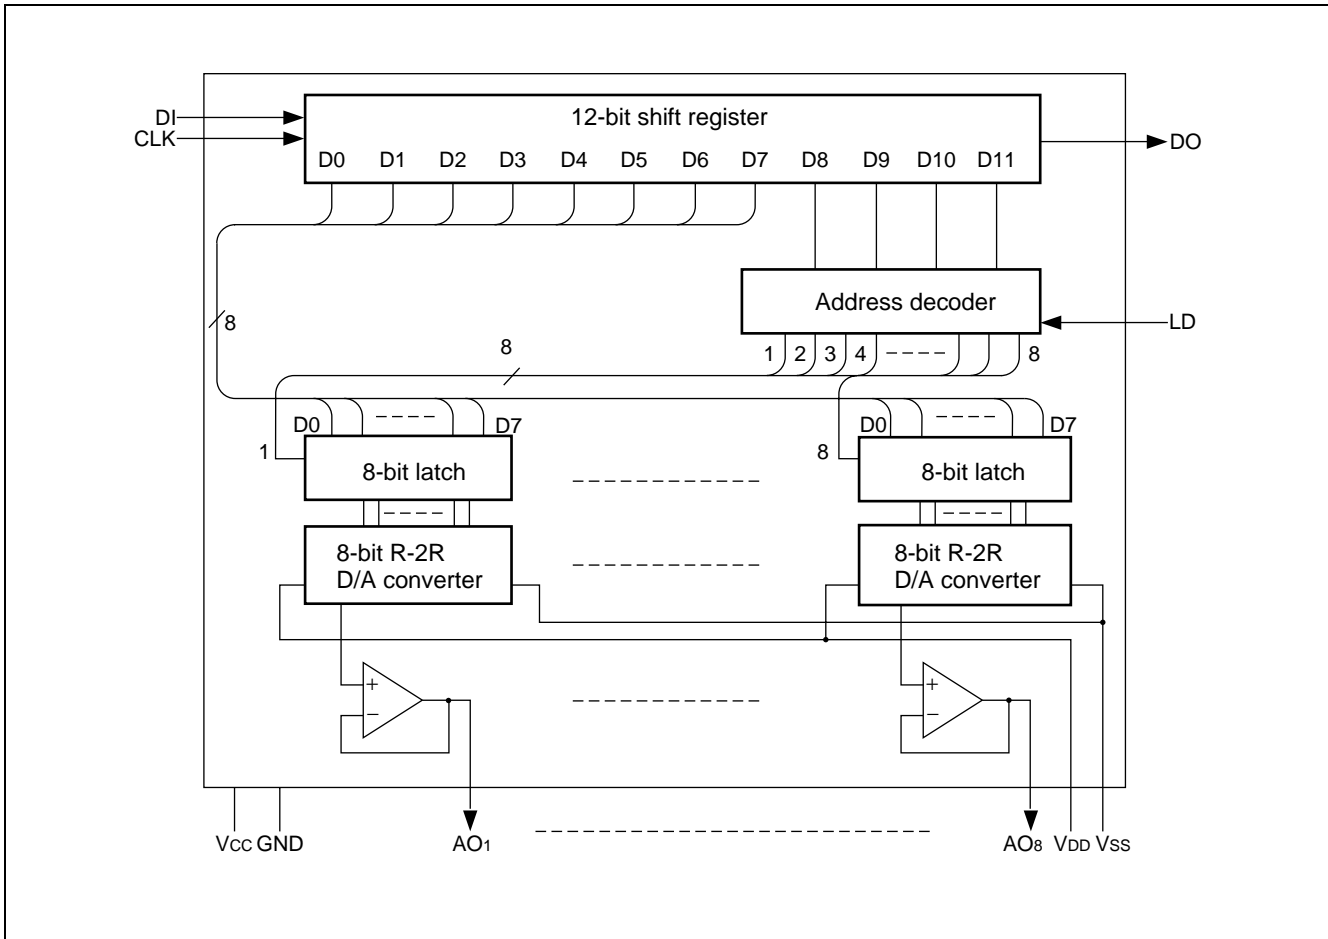 DI
CLK
12-bit shift register
DO
D0 D1 D2 D3 D4 D5 D6 D7 D8 D9 D10 D11
Address decoder
LD
8
8
1 2 3 4 8
D0 D7
D0 D7
1
8-bit latch
8
8-bit latch
8-bit R-2R
D/A converter
8-bit R-2R
D/A converter
+
−
+
−
VCC GND AO1 AO8 VDD VSS